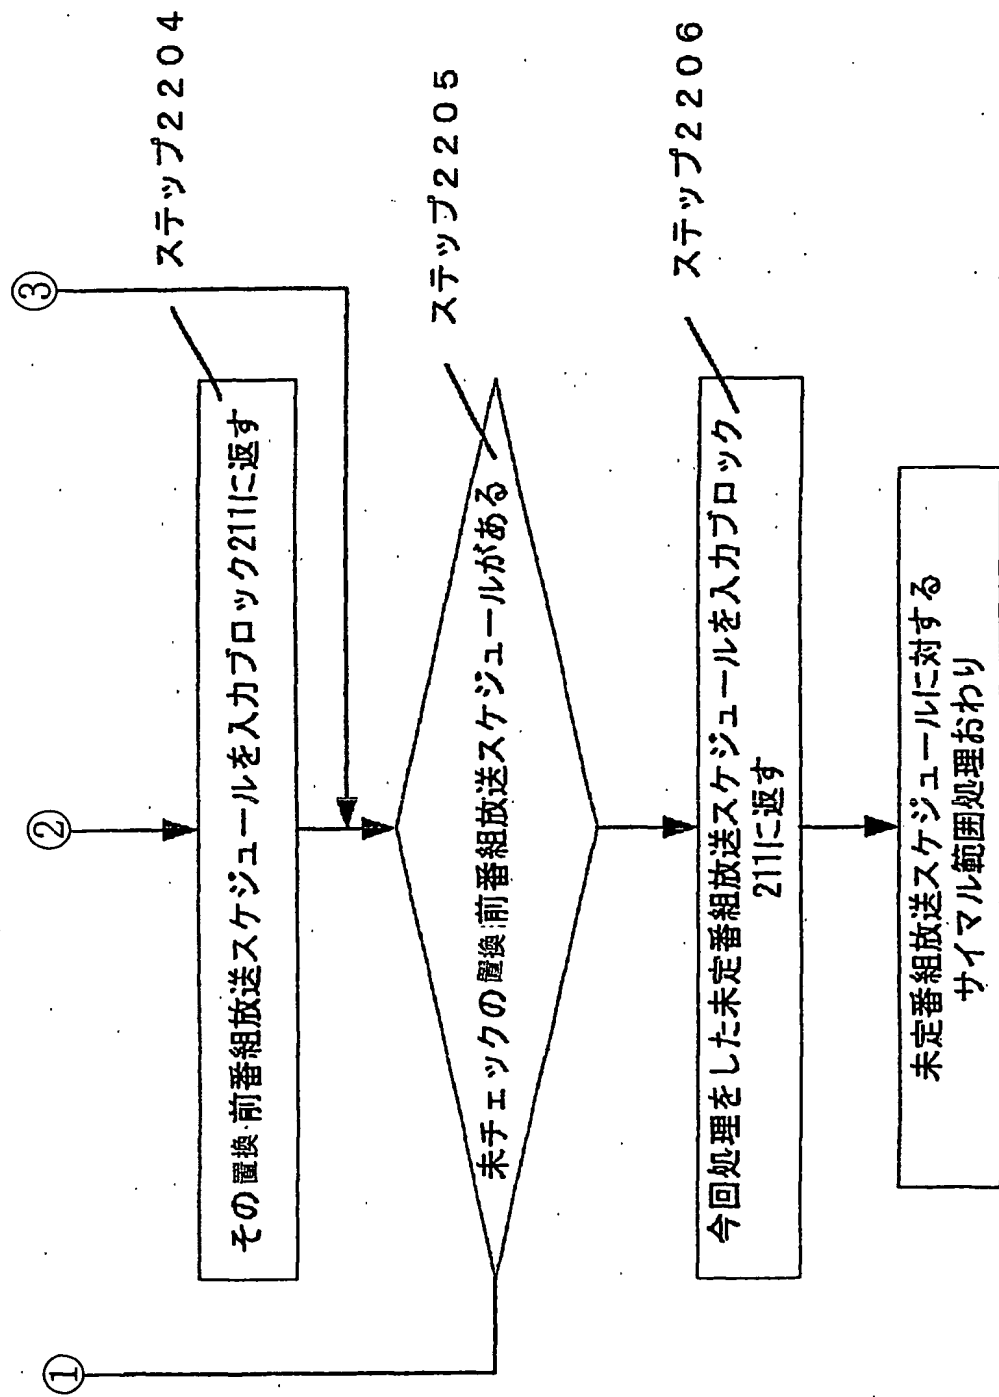 ①
②
③
その置換・前番組放送スケジュールを入力ブロック211に返す
ステップ2204
未チェックの置換・前番組放送スケジュールがある
ステップ2205
今回処理をした未定番組放送スケジュールを入力ブロック
211に返す
ステップ2206
未定番組放送スケジュールに対する
サイマル範囲処理おわり